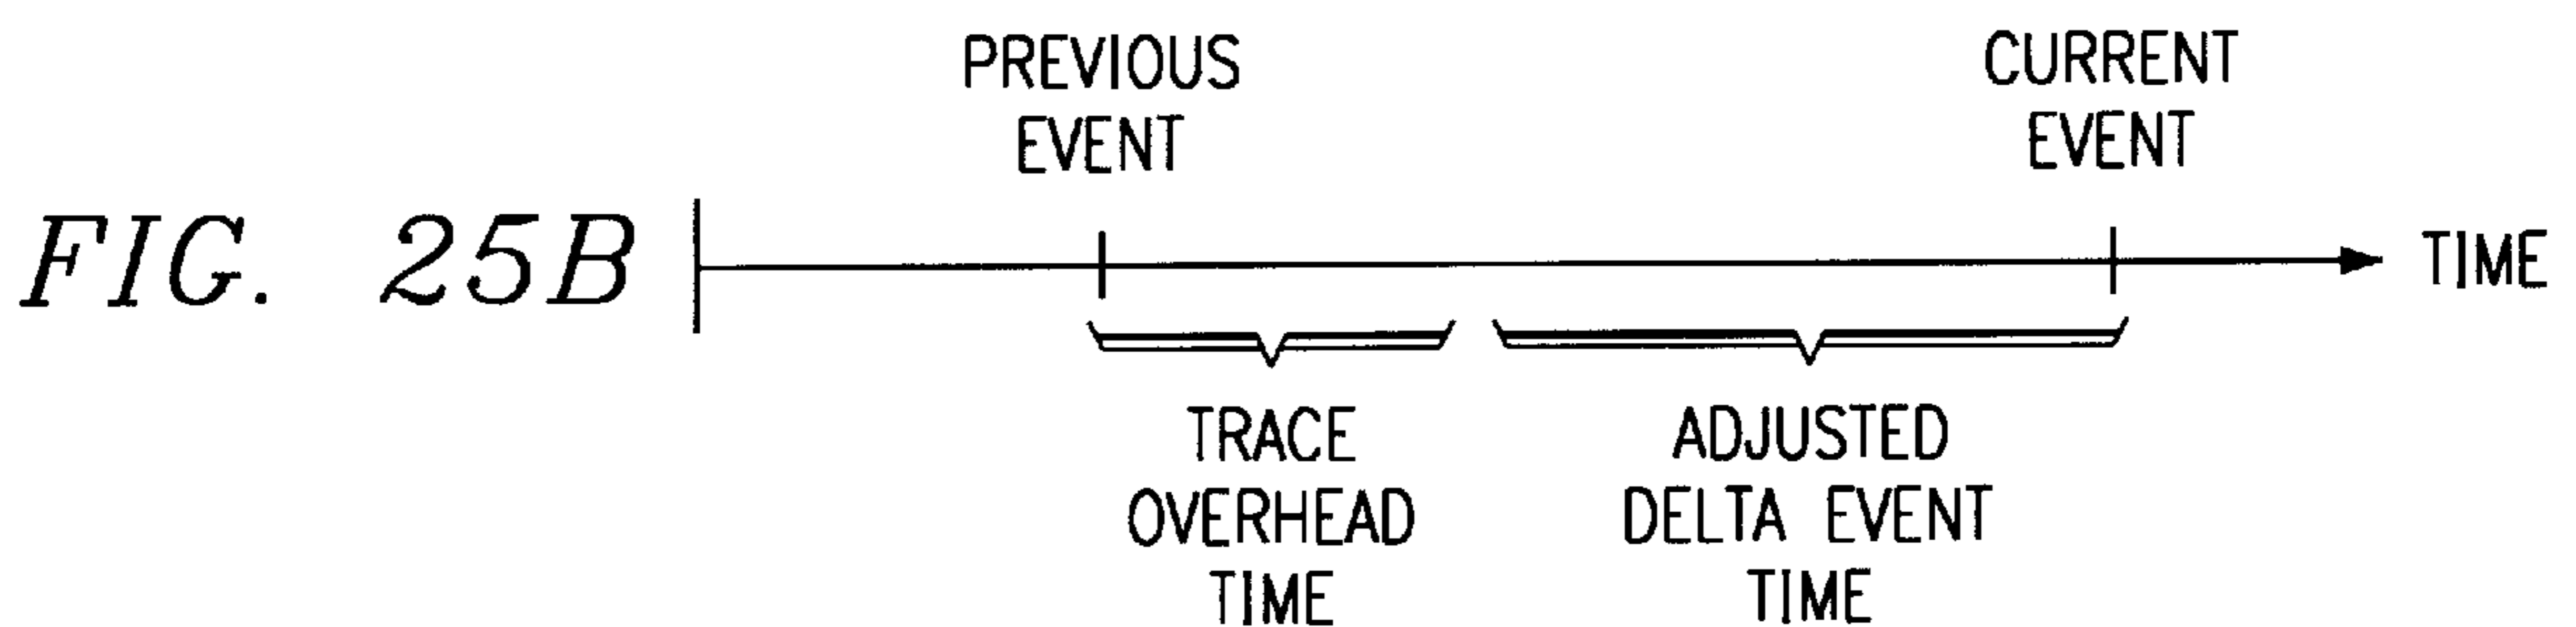 PREVIOUS
EVENT
CURRENT
EVENT
FIG. 25B
TIME
TRACE
OVERHEAD
TIME
ADJUSTED
DELTA EVENT
TIME